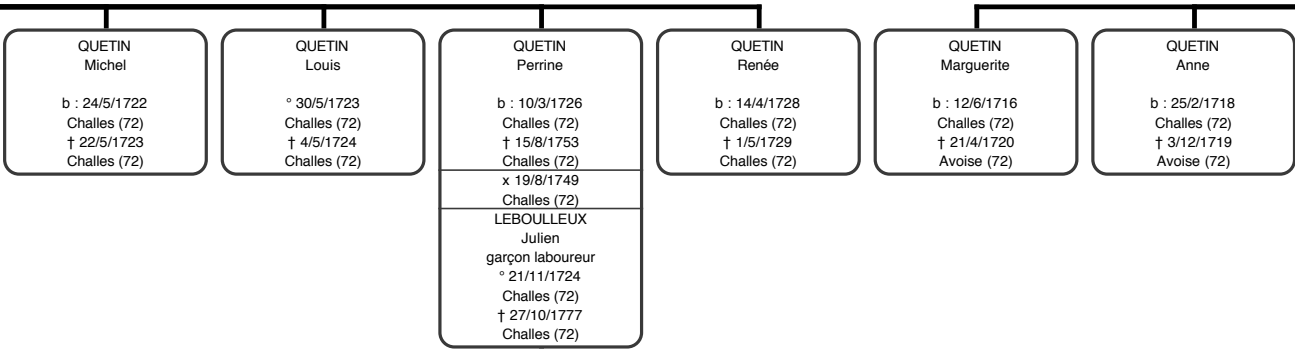 QUETIN
Michel
b : 24/5/1722
Challes (72)
† 22/5/1723
Challes (72)
QUETIN
Louis
° 30/5/1723
Challes (72)
† 4/5/1724
Challes (72)
QUETIN
Perrine
b : 10/3/1726
Challes (72)
† 15/8/1753
Challes (72)
x 19/8/1749
Challes (72)
LEBOULLEUX
Julien
garçon laboureur
° 21/11/1724
Challes (72)
† 27/10/1777
Challes (72)
QUETIN
Renée
b : 14/4/1728
Challes (72)
† 1/5/1729
Challes (72)
QUETIN
Marguerite
b : 12/6/1716
Challes (72)
† 21/4/1720
Avoise (72)
QUETIN
Anne
b : 25/2/1718
Challes (72)
† 3/12/1719
Avoise (72)